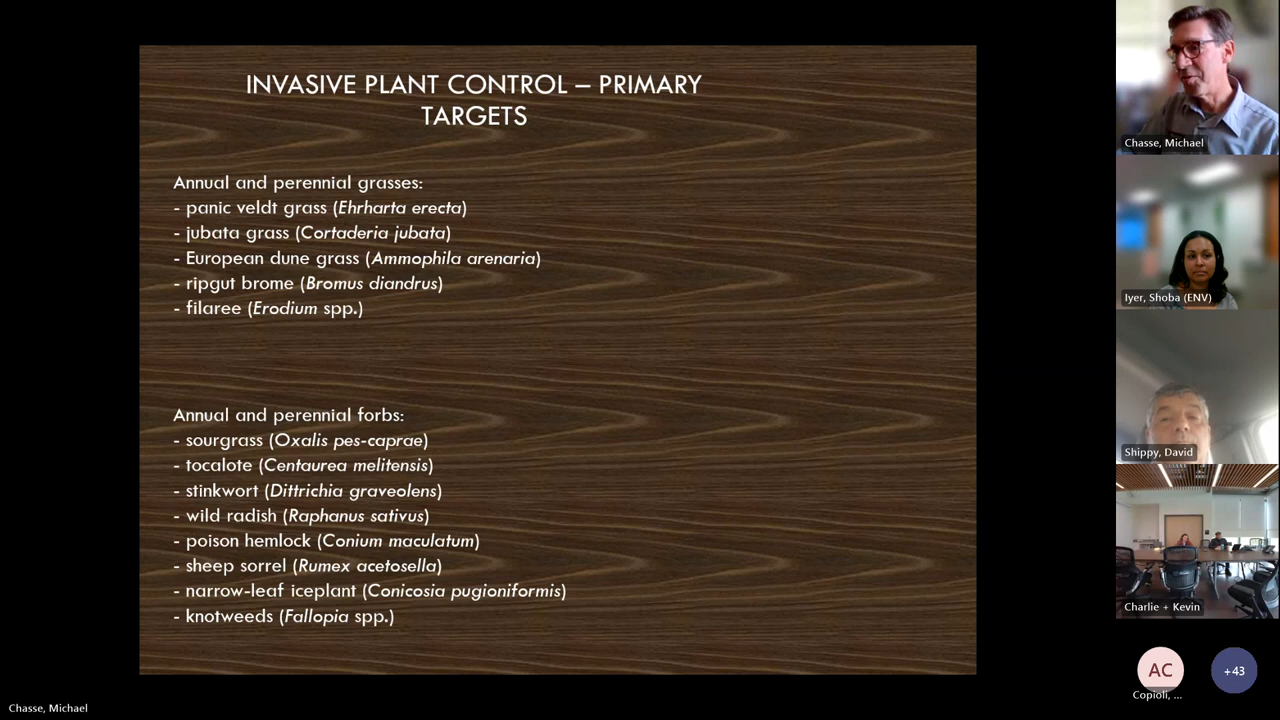 INVASIVE PLANT CONTROL – PRIMARY
TARGETS
Annual and perennial grasses:
- panic veldt grass (Ehrharta erecta)
- jubata grass (Cortaderia jubata)
- European dune grass (Ammophila arenaria)
- ripgut brome (Bromus diandrus)
- filaree (Erodium spp.)
Annual and perennial forbs:
- sourgrass (Oxalis pes-caprae)
- tocalote (Centaurea melitensis)
- stinkwort (Dittrichia graveolens)
- wild radish (Raphanus sativus)
- poison hemlock (Conium maculatum)
- sheep sorrel (Rumex acetosella)
- narrow-leaf iceplant (Conicosia pugioniformis)
- knotweeds (Fallopia spp.)
Chasse, Michael
Iyer, Shoba (ENV)
Shippy, David
Charlie + Kevin
AC
+43
Copioli, ...
Chasse, Michael